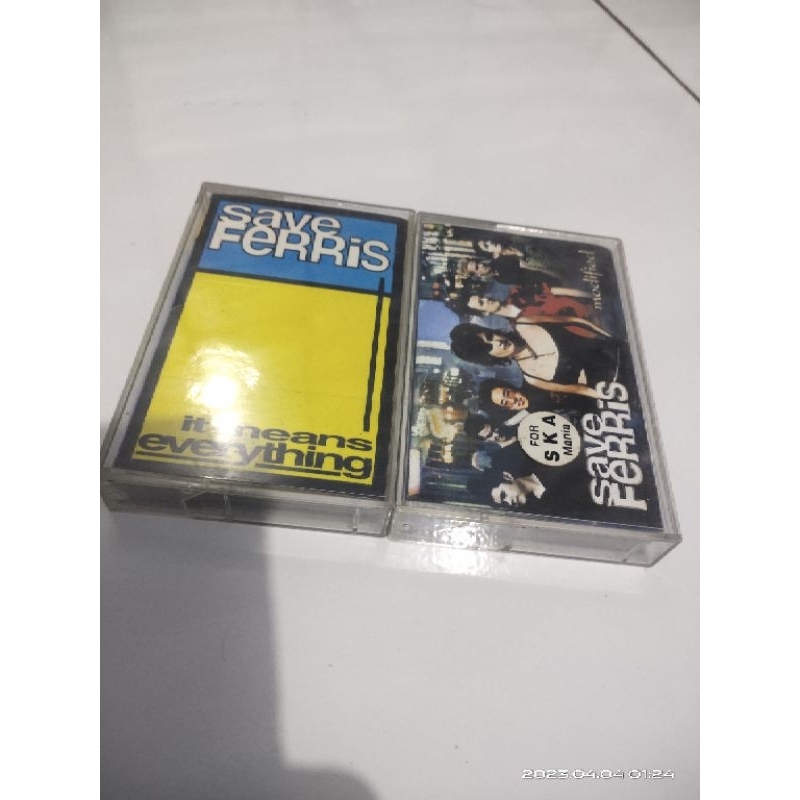 save
FERRiS
it means
everything
modified
FOR
SKA
Mania
save
FERRiS
2023.04.04 01:24